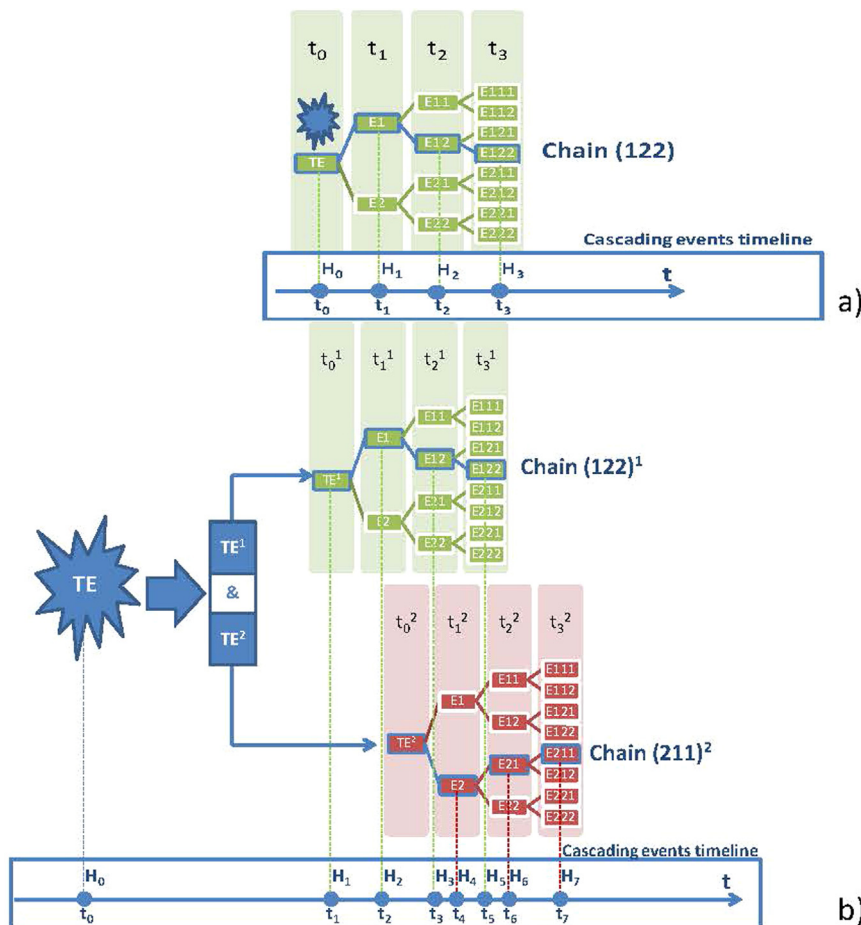 t0 t1 t2 t3
E111
E11
E112
E1
E121
E12
E122
Chain (122)
TE
E211
E21
E212
E2
E221
E22
E222
Cascading events timeline
H0 H1 H2 H3 t
t0 t1 t2 t3
a)
t0¹ t1¹ t2¹ t3¹
E111
E11
E112
E1
E121
E12
E122
Chain (122)¹
TE¹
E211
E21
E212
E2
E221
E22
E222
TE
TE¹
&
TE²
t0² t1² t2² t3²
E111
E11
E112
E1
E121
E12
E122
TE²
E211
Chain (211)²
E21
E212
E2
E221
E22
E222
Cascading events timeline
H0 H1 H2 H3 H4 H5 H6 H7 t
t0 t1 t2 t3 t4 t5 t6 t7
b)